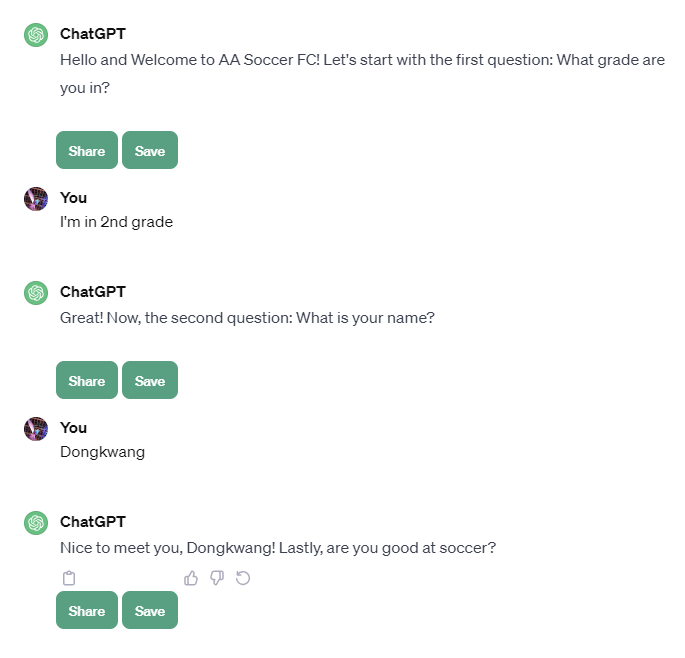 ChatGPT
Hello and Welcome to AA Soccer FC! Let's start with the first question: What grade are
you in?
Share Save
You
I'm in 2nd grade
ChatGPT
Great! Now, the second question: What is your name?
Share Save
You
Dongkwang
ChatGPT
Nice to meet you, Dongkwang! Lastly, are you good at soccer?
Share Save